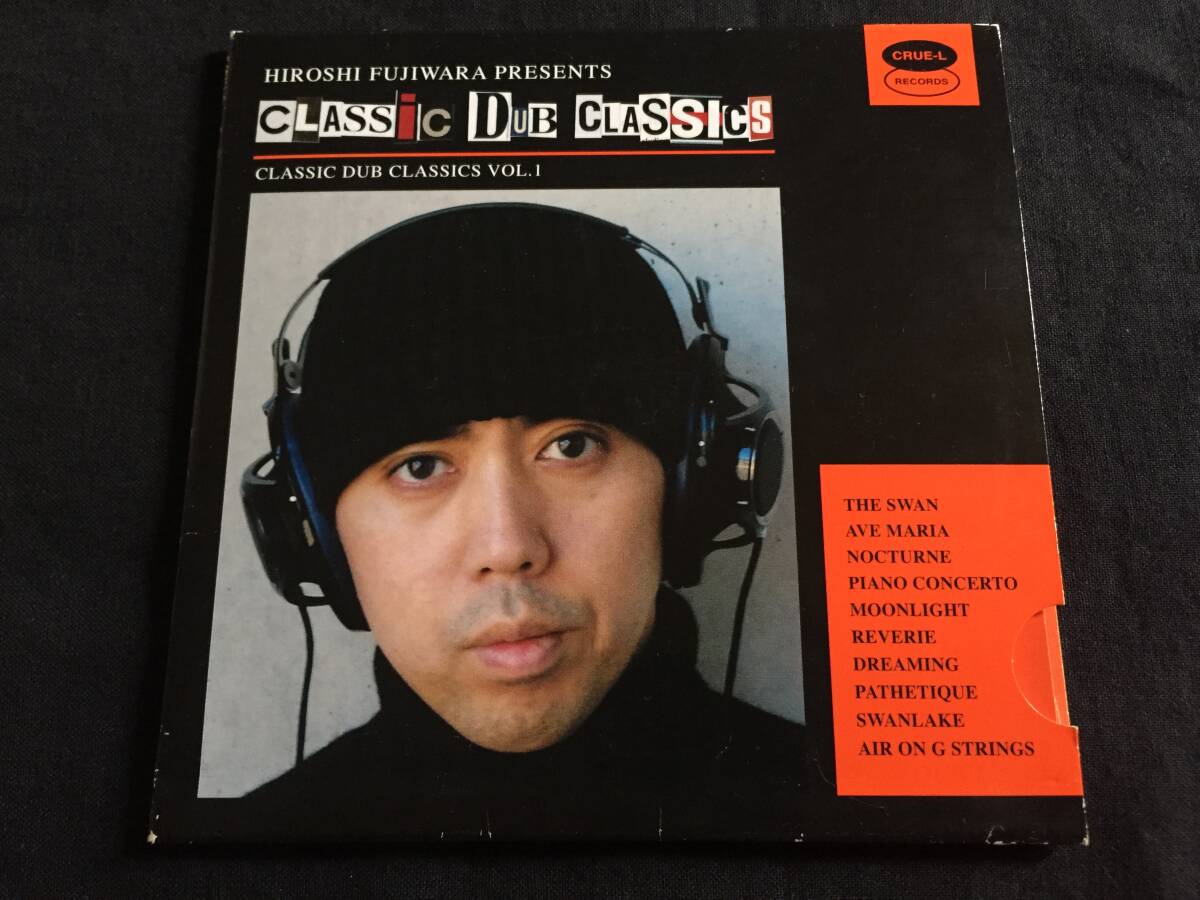 HIROSHI FUJIWARA PRESENTS
CLASSiC DUB CLASSICS
CLASSIC DUB CLASSICS VOL.1
CRUE-L
RECORDS
THE SWAN
AVE MARIA
NOCTURNE
PIANO CONCERTO
MOONLIGHT
REVERIE
DREAMING
PATHETIQUE
SWANLAKE
AIR ON G STRINGS